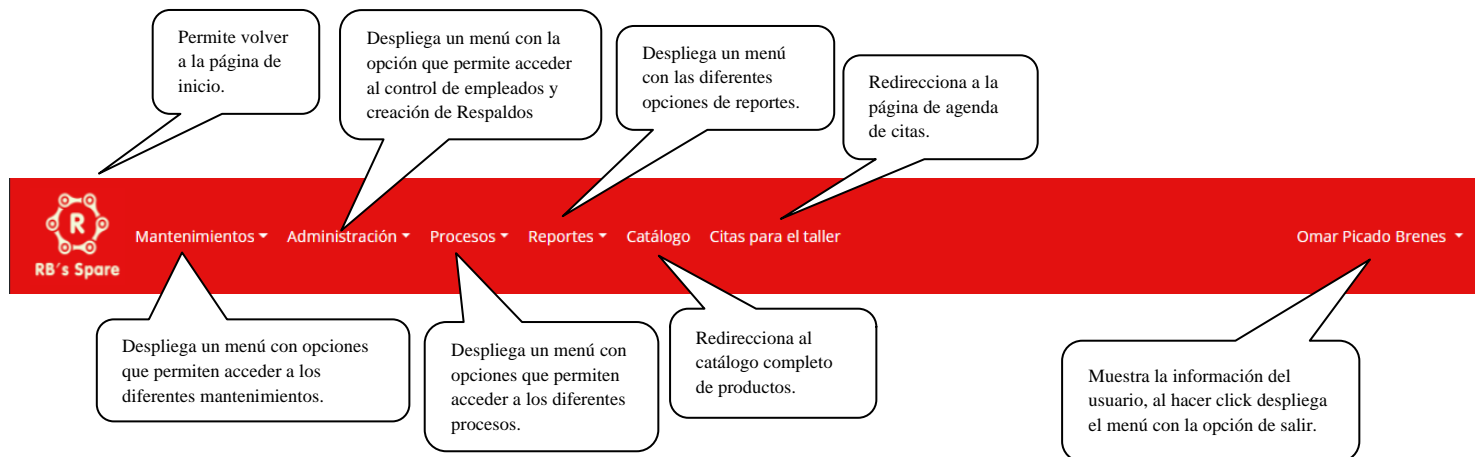 Permite volver
a la página de
inicio.
Despliega un menú con la
opción que permite acceder
al control de empleados y
creación de Respaldos
Despliega un menú
con las diferentes
opciones de reportes.
Redirecciona a la
página de agenda
de citas.
R
RB's Spare
Mantenimientos Administración Procesos Reportes Catálogo Citas para el taller
Omar Picado Brenes
Despliega un menú con opciones
que permiten acceder a los
diferentes mantenimientos.
Despliega un menú con
opciones que permiten
acceder a los diferentes
procesos.
Redirecciona al
catálogo completo
de productos.
Muestra la información del
usuario, al hacer click despliega
el menú con la opción de salir.